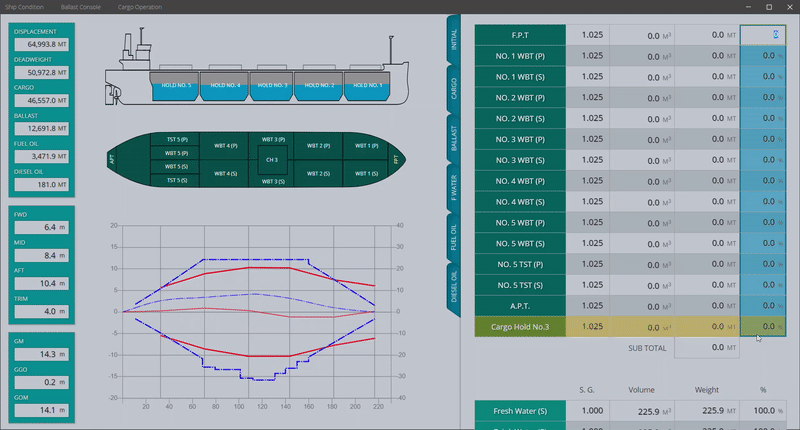 Ship Condition Ballast Console Cargo Operation
DISPLACEMENT
64,993.8 MT
DEADWEIGHT
50,972.8 MT
CARGO
46,557.0 MT
BALLAST
12,691.8 MT
FUEL OIL
3,471.9 MT
DIESEL OIL
181.0 MT
FWD
6.4 m
MID
8.4 m
AFT
10.4 m
TRIM
4.0 m
GM
14.3 m
GGO
0.2 m
GOM
14.1 m
HOLD NO. 5 HOLD NO. 4 HOLD NO. 3 HOLD NO. 2 HOLD NO. 1
AFT
TST 5 (P)
WBT 5 (P)
WBT 5 (S)
TST 5 (S)
WBT 4 (P)
WBT 4 (S)
WBT 3 (P)
CH 3
WBT 3 (S)
WBT 2 (P)
WBT 2 (S)
WBT 1 (P)
WBT 1 (S)
FPT
20 15 10 5 0 -5 -10 -15 -20
40 30 20 10 0 -10 -20 -30 -40
20 40 60 80 100 120 140 160 180 200 220
INITIAL
CARGO
BALLAST
F.WATER
FUEL OIL
DIESEL OIL
F.P.T 1.025 0.0 M³ 0.0 MT 0
NO. 1 WBT (P) 1.025 0.0 M³ 0.0 MT 0.0 %
NO. 1 WBT (S) 1.025 0.0 M³ 0.0 MT 0.0 %
NO. 2 WBT (P) 1.025 0.0 M³ 0.0 MT 0.0 %
NO. 2 WBT (S) 1.025 0.0 M³ 0.0 MT 0.0 %
NO. 3 WBT (P) 1.025 0.0 M³ 0.0 MT 0.0 %
NO. 3 WBT (S) 1.025 0.0 M³ 0.0 MT 0.0 %
NO. 4 WBT (P) 1.025 0.0 M³ 0.0 MT 0.0 %
NO. 4 WBT (S) 1.025 0.0 M³ 0.0 MT 0.0 %
NO. 5 WBT (P) 1.025 0.0 M³ 0.0 MT 0.0 %
NO. 5 WBT (S) 1.025 0.0 M³ 0.0 MT 0.0 %
NO. 5 TST (P) 1.025 0.0 M³ 0.0 MT 0.0 %
NO. 5 TST (S) 1.025 0.0 M³ 0.0 MT 0.0 %
A.P.T. 1.025 0.0 M³ 0.0 MT 0.0 %
Cargo Hold No.3 1.025 0.0 M³ 0.0 MT 0.0 %
SUB TOTAL 0.0 MT
S. G. Volume Weight %
Fresh Water (S) 1.000 225.9 M³ 225.9 MT 100.0 %